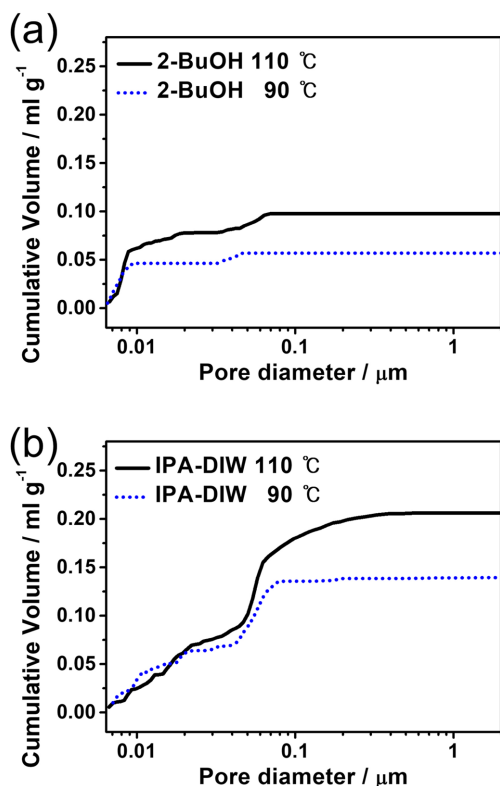 (a)
2-BuOH 110 ℃
2-BuOH 90 ℃
0.25
0.20
0.15
0.10
0.05
0.00
Cumulative Volume / ml g⁻¹
0.01 0.1 1
Pore diameter / μm
(b)
IPA-DIW 110 ℃
IPA-DIW 90 ℃
0.25
0.20
0.15
0.10
0.05
0.00
Cumulative Volume / ml g⁻¹
0.01 0.1 1
Pore diameter / μm